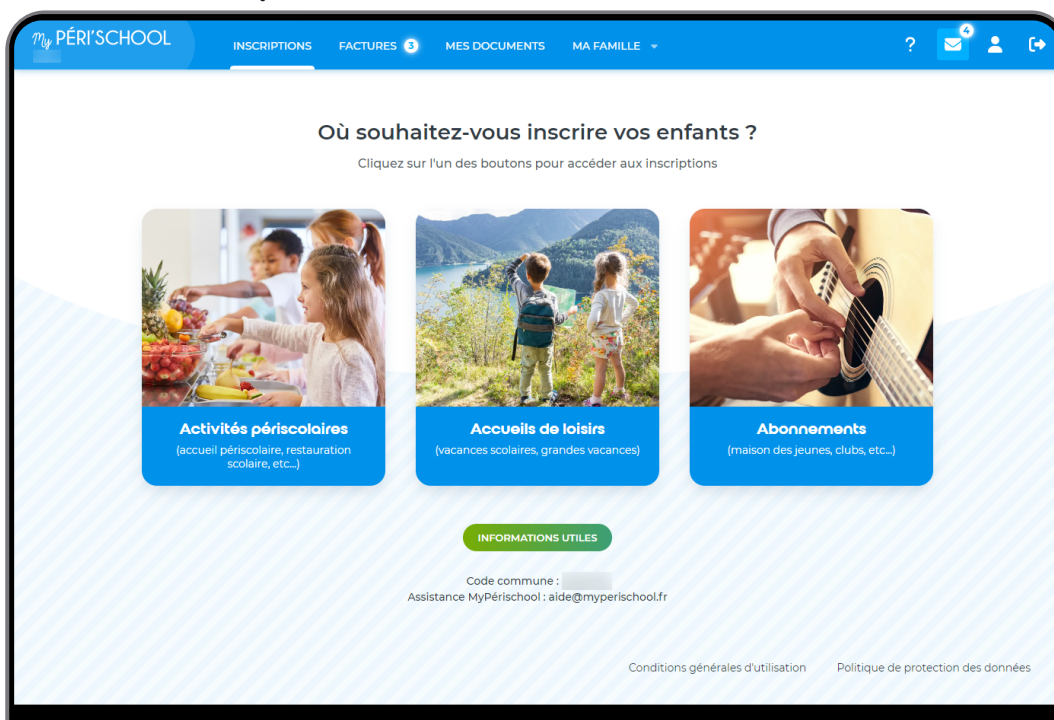 My PÉRI'SCHOOL
INSCRIPTIONS
FACTURES 3
MES DOCUMENTS
MA FAMILLE
?
4
Où souhaitez-vous inscrire vos enfants ?
Cliquez sur l'un des boutons pour accéder aux inscriptions
Activités périscolaires
(accueil périscolaire, restauration
scolaire, etc...)
Accueils de loisirs
(vacances scolaires, grandes vacances)
Abonnements
(maison des jeunes, clubs, etc...)
INFORMATIONS UTILES
Code commune :
Assistance MyPérischool : aide@myperischool.fr
Conditions générales d'utilisation
Politique de protection des données